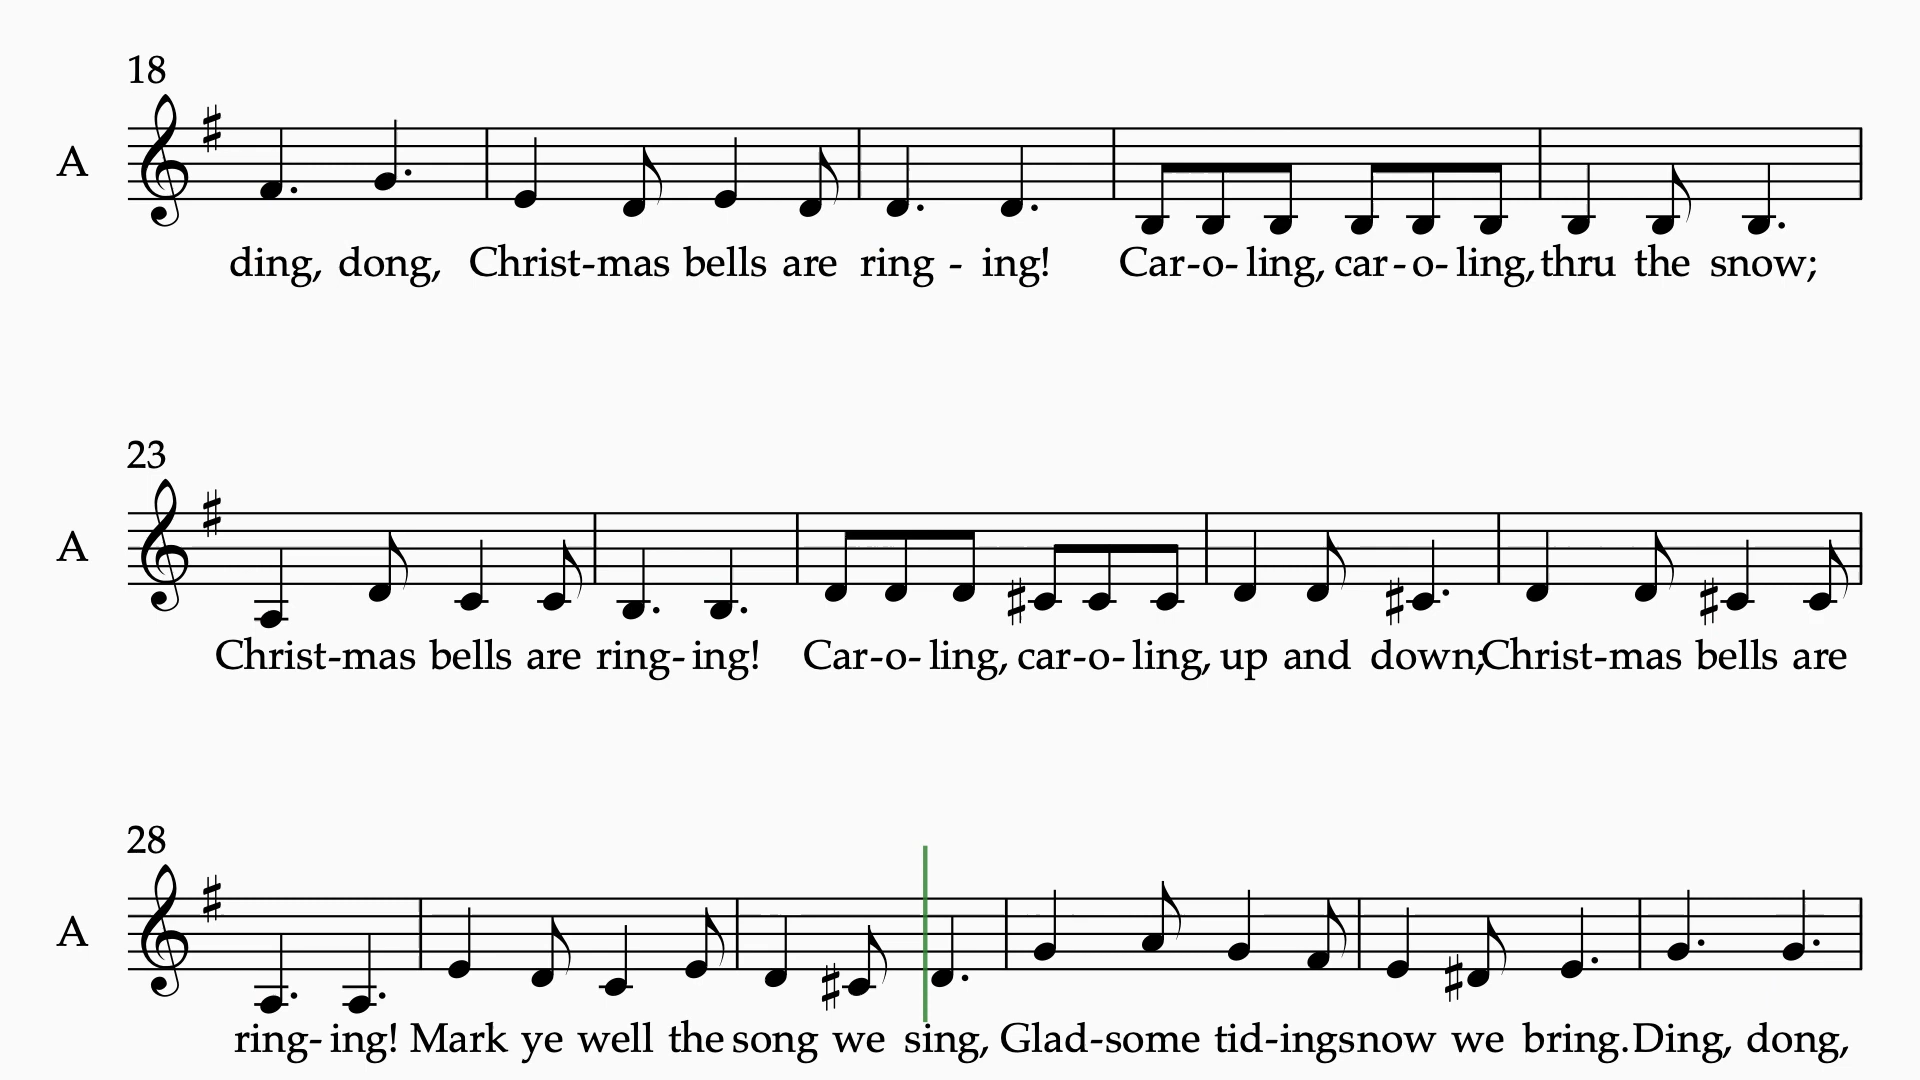 18
A
ding, dong, Christ-mas bells are ring - ing! Car-o- ling, car-o- ling, thru the snow;
23
A
Christ-mas bells are ring- ing! Car-o- ling, car-o- ling, up and down; Christ-mas bells are
28
A
ring- ing! Mark ye well the song we sing, Glad-some tid-ings now we bring. Ding, dong,